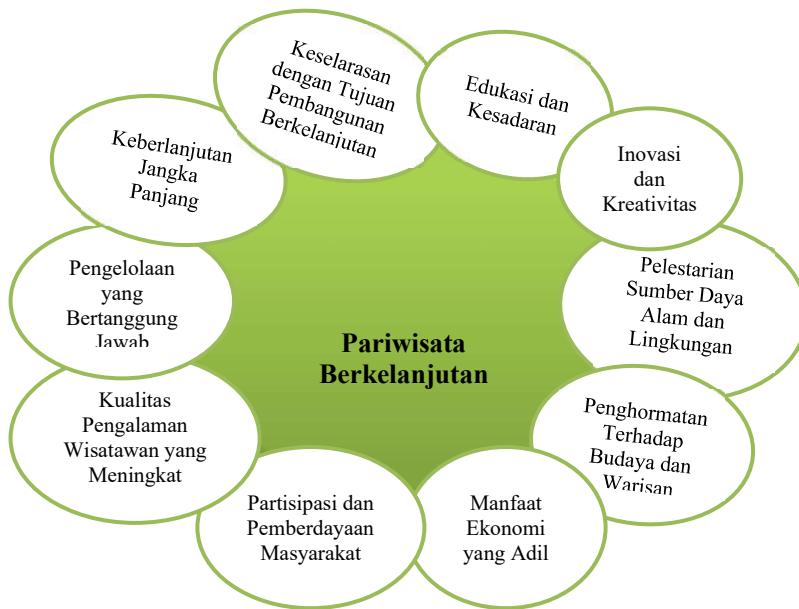 Keselarasan
dengan Tujuan
Pembangunan
Berkelanjutan
Edukasi dan
Kesadaran
Inovasi
dan
Kreativitas
Pelestarian
Sumber Daya
Alam dan
Lingkungan
Penghormatan
Terhadap
Budaya dan
Warisan
Manfaat
Ekonomi
yang Adil
Partisipasi dan
Pemberdayaan
Masyarakat
Kualitas
Pengalaman
Wisatawan yang
Meningkat
Pengelolaan
yang
Bertanggung
Jawab
Keberlanjutan
Jangka
Panjang
Pariwisata
Berkelanjutan